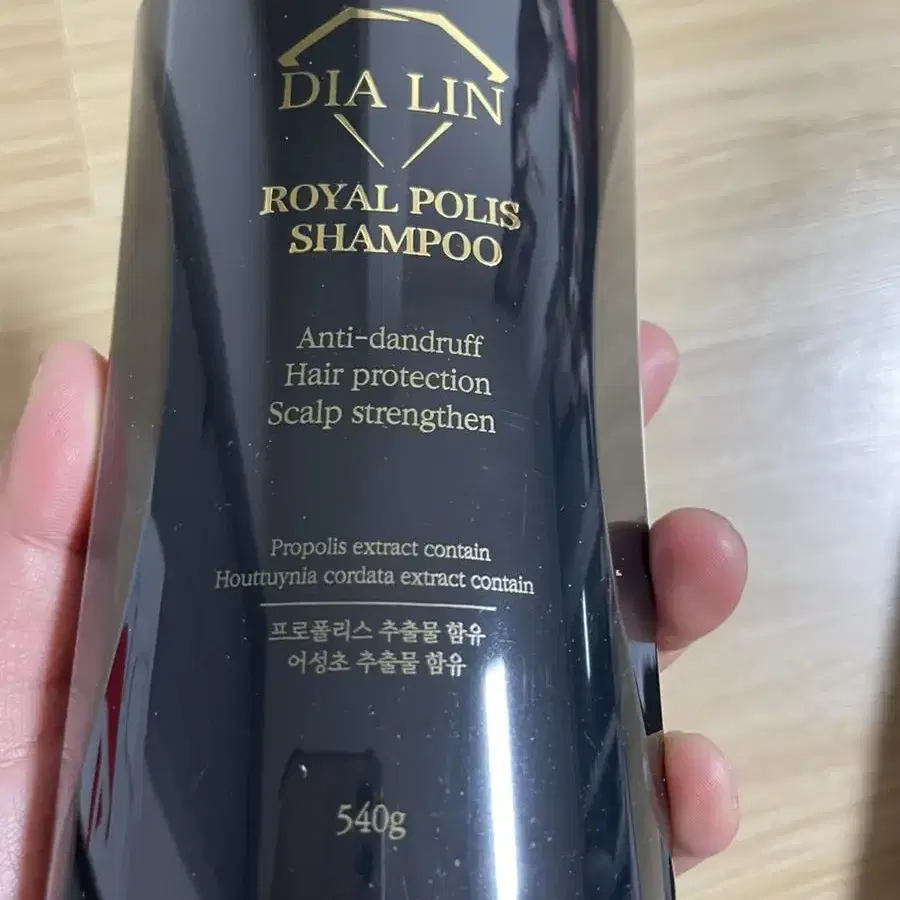 DIA LIN
ROYAL POLIS
SHAMPOO
Anti-dandruff
Hair protection
Scalp strengthen
Propolis extract contain
Houttuynia cordata extract contain
프로폴리스 추출물 함유
어성초 추출물 함유
540g